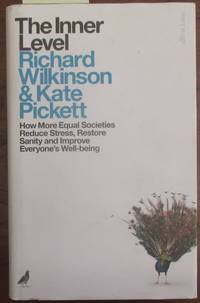 The Inner
Level
Richard
Wilkinson
& Kate
Pickett
How More Equal Societies
Reduce Stress, Restore
Sanity and Improve
Everyone's Well-being